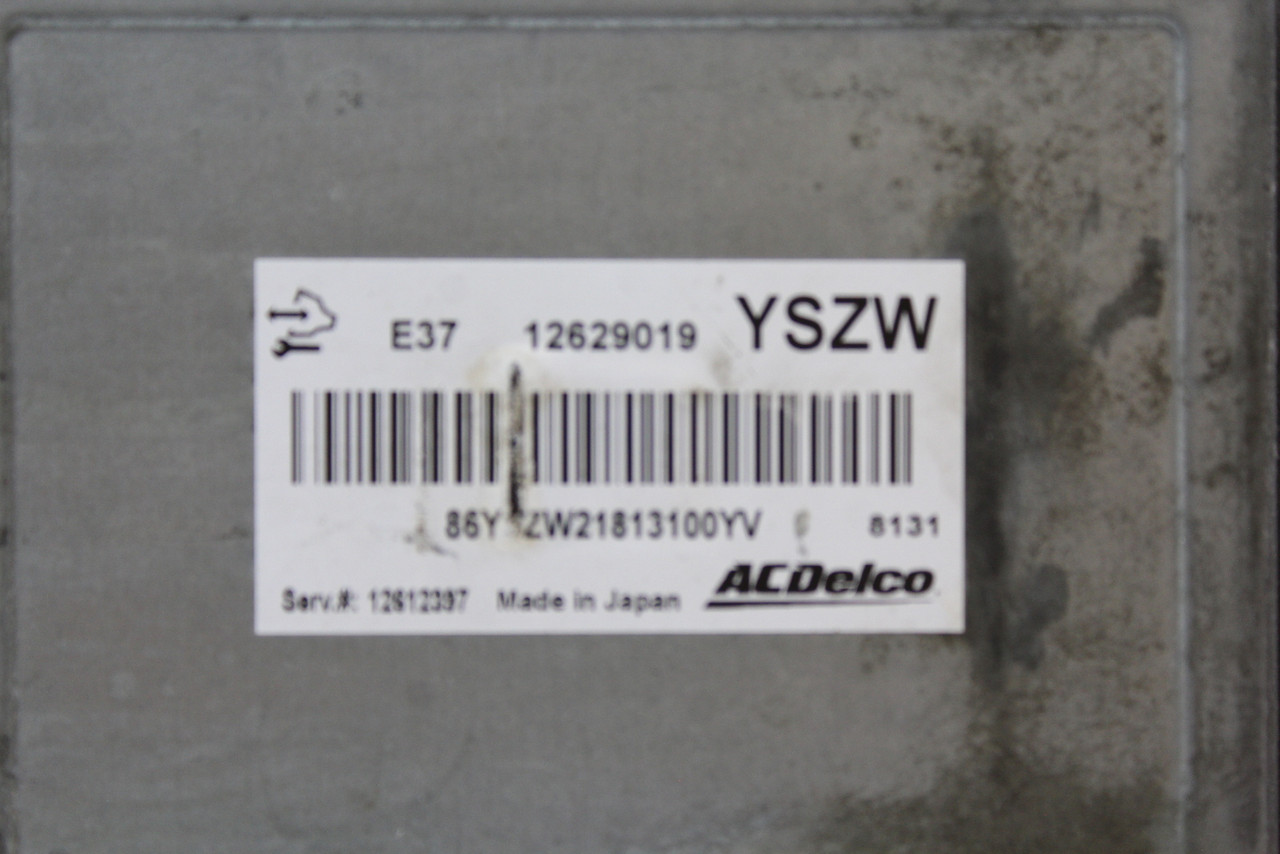 E37 12629019 YSZW
86Y ZW21813100YV 8131
Serv.#: 12612397 Made in Japan ACDelco